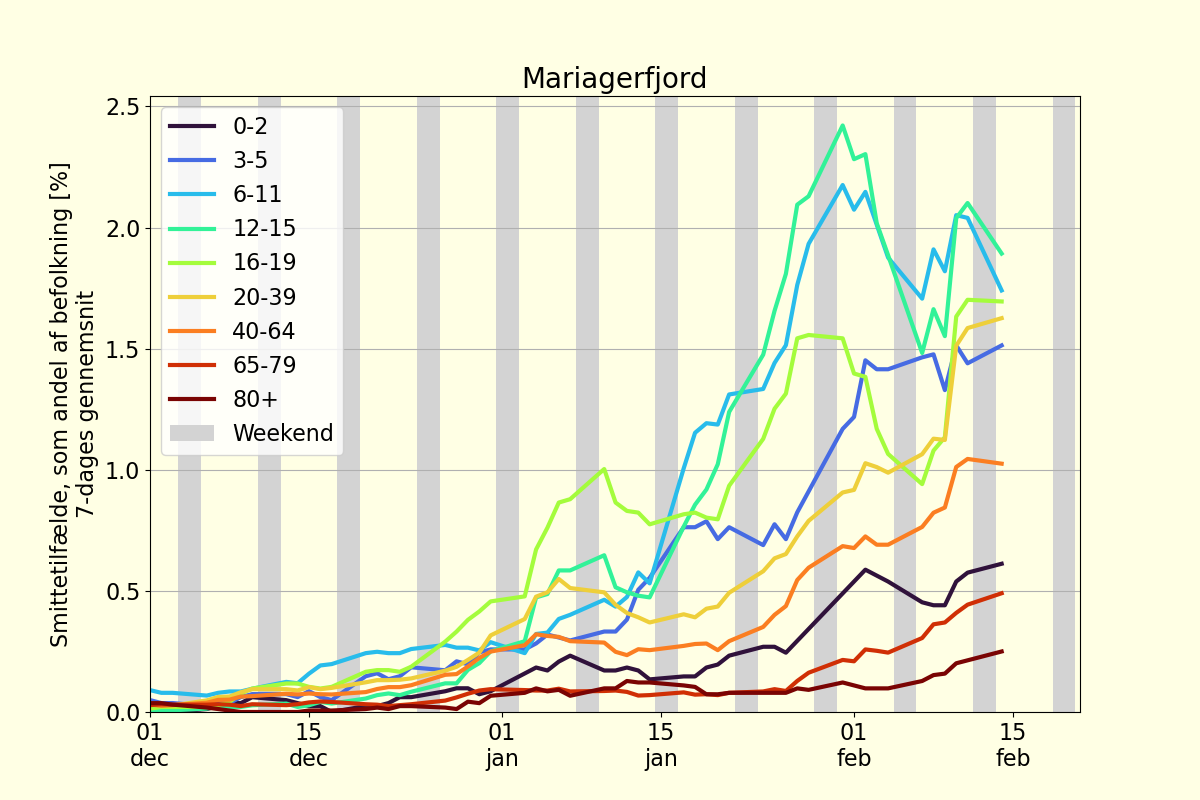 Mariagerfjord
Smittetilfælde, som andel af befolkning [%]
7-dages gennemsnit
2.5
2.0
1.5
1.0
0.5
0.0
0-2
3-5
6-11
12-15
16-19
20-39
40-64
65-79
80+
Weekend
01 15 01 15 01 15
dec dec jan jan feb feb